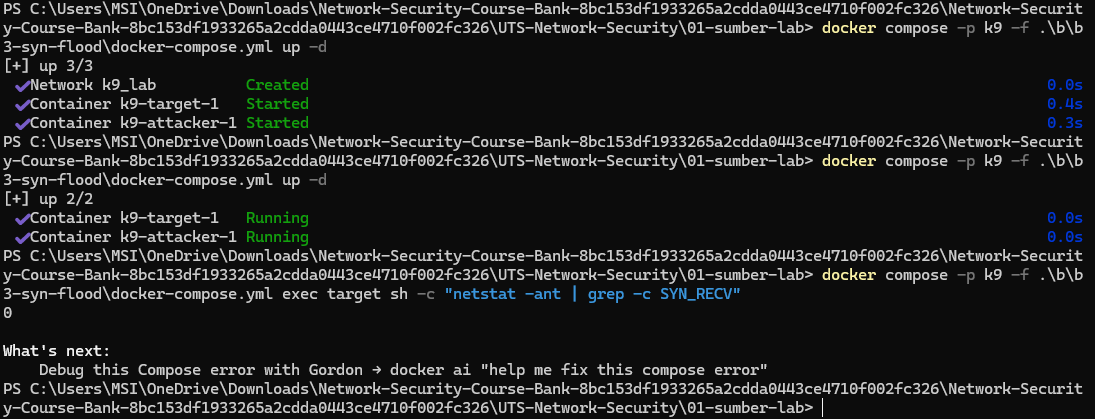 PS C:\Users\MSI\OneDrive\Downloads\Network-Security-Course-Bank-8bc153df1933265a2cdda0443ce4710f002fc326\Network-Securit
y-Course-Bank-8bc153df1933265a2cdda0443ce4710f002fc326\UTS-Network-Security\01-sumber-lab> docker compose -p k9 -f .\b\b
3-syn-flood\docker-compose.yml up -d
[+] up 3/3
✔Network k9_lab Created 0.0s
✔Container k9-target-1 Started 0.4s
✔Container k9-attacker-1 Started 0.3s
PS C:\Users\MSI\OneDrive\Downloads\Network-Security-Course-Bank-8bc153df1933265a2cdda0443ce4710f002fc326\Network-Securit
y-Course-Bank-8bc153df1933265a2cdda0443ce4710f002fc326\UTS-Network-Security\01-sumber-lab> docker compose -p k9 -f .\b\b
3-syn-flood\docker-compose.yml up -d
[+] up 2/2
✔Container k9-target-1 Running 0.0s
✔Container k9-attacker-1 Running 0.0s
PS C:\Users\MSI\OneDrive\Downloads\Network-Security-Course-Bank-8bc153df1933265a2cdda0443ce4710f002fc326\Network-Securit
y-Course-Bank-8bc153df1933265a2cdda0443ce4710f002fc326\UTS-Network-Security\01-sumber-lab> docker compose -p k9 -f .\b\b
3-syn-flood\docker-compose.yml exec target sh -c "netstat -ant | grep -c SYN_RECV"
0
What's next:
Debug this Compose error with Gordon → docker ai "help me fix this compose error"
PS C:\Users\MSI\OneDrive\Downloads\Network-Security-Course-Bank-8bc153df1933265a2cdda0443ce4710f002fc326\Network-Securit
y-Course-Bank-8bc153df1933265a2cdda0443ce4710f002fc326\UTS-Network-Security\01-sumber-lab>